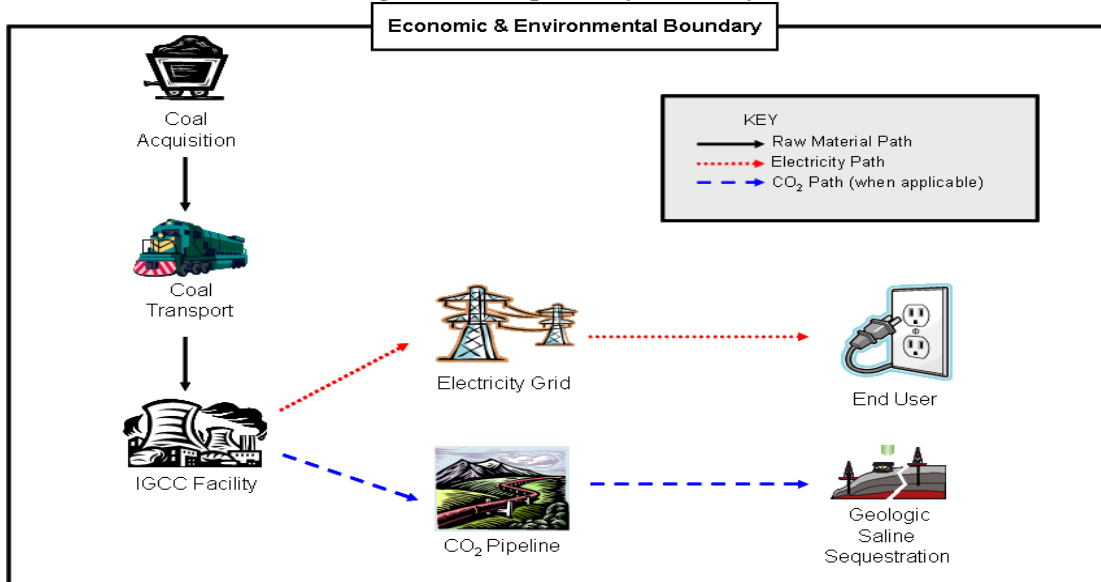 Economic & Environmental Boundary
Coal
Acquisition
KEY
Raw Material Path
Electricity Path
CO₂ Path (when applicable)
Coal
Transport
Electricity Grid
End User
IGCC Facility
CO₂ Pipeline
Geologic
Saline
Sequestration